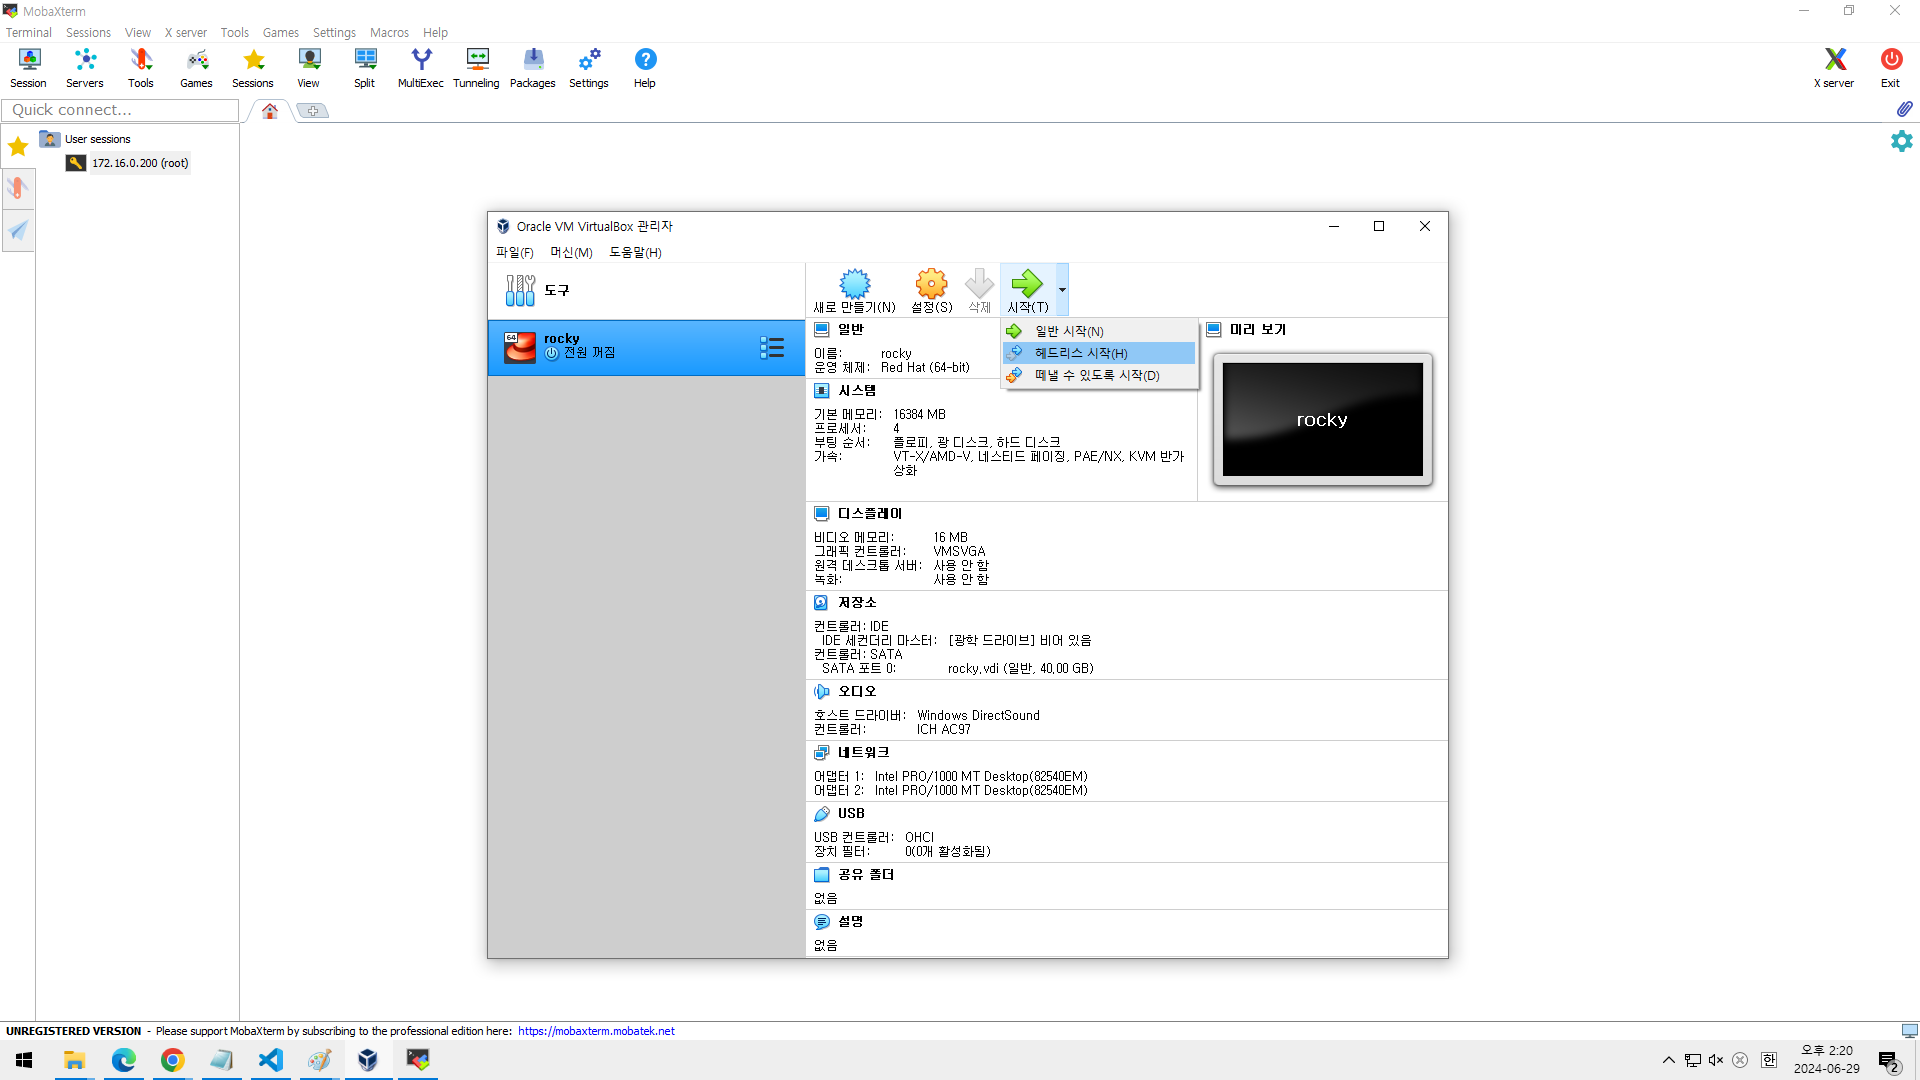 MobaXterm
Terminal Sessions View X server Tools Games Settings Macros Help
Session Servers Tools Games Sessions View Split MultiExec Tunneling Packages Settings Help X server Exit
Quick connect...
User sessions
172.16.0.200 (root)
Oracle VM VirtualBox 관리자
파일(F) 머신(M) 도움말(H)
도구
새로 만들기(N) 설정(S) 삭제 시작(T)
64
rocky
전원 꺼짐
일반 시작(N)
헤드리스 시작(H)
떼낼 수 있도록 시작(D)
일반
이름: rocky
운영 체제: Red Hat (64-bit)
미리 보기
rocky
시스템
기본 메모리: 16384 MB
프로세서: 4
부팅 순서: 플로피, 광 디스크, 하드 디스크
가속: VT-x/AMD-V, 네스티드 페이징, PAE/NX, KVM 반가
상화
디스플레이
비디오 메모리: 16 MB
그래픽 컨트롤러: VMSVGA
원격 데스크톱 서버: 사용 안 함
녹화: 사용 안 함
저장소
컨트롤러: IDE
IDE 세컨더리 마스터: [광학 드라이브] 비어 있음
컨트롤러: SATA
SATA 포트 0: rocky.vdi (일반, 40.00 GB)
오디오
호스트 드라이버: Windows DirectSound
컨트롤러: ICH AC97
네트워크
어댑터 1: Intel PRO/1000 MT Desktop(82540EM)
어댑터 2: Intel PRO/1000 MT Desktop(82540EM)
USB
USB 컨트롤러: OHCI
장치 필터: 0(0개 활성화됨)
공유 폴더
없음
설명
없음
UNREGISTERED VERSION - Please support MobaXterm by subscribing to the professional edition here: https://mobaxterm.mobatek.net
한
오후 2:20
2024-06-29
2